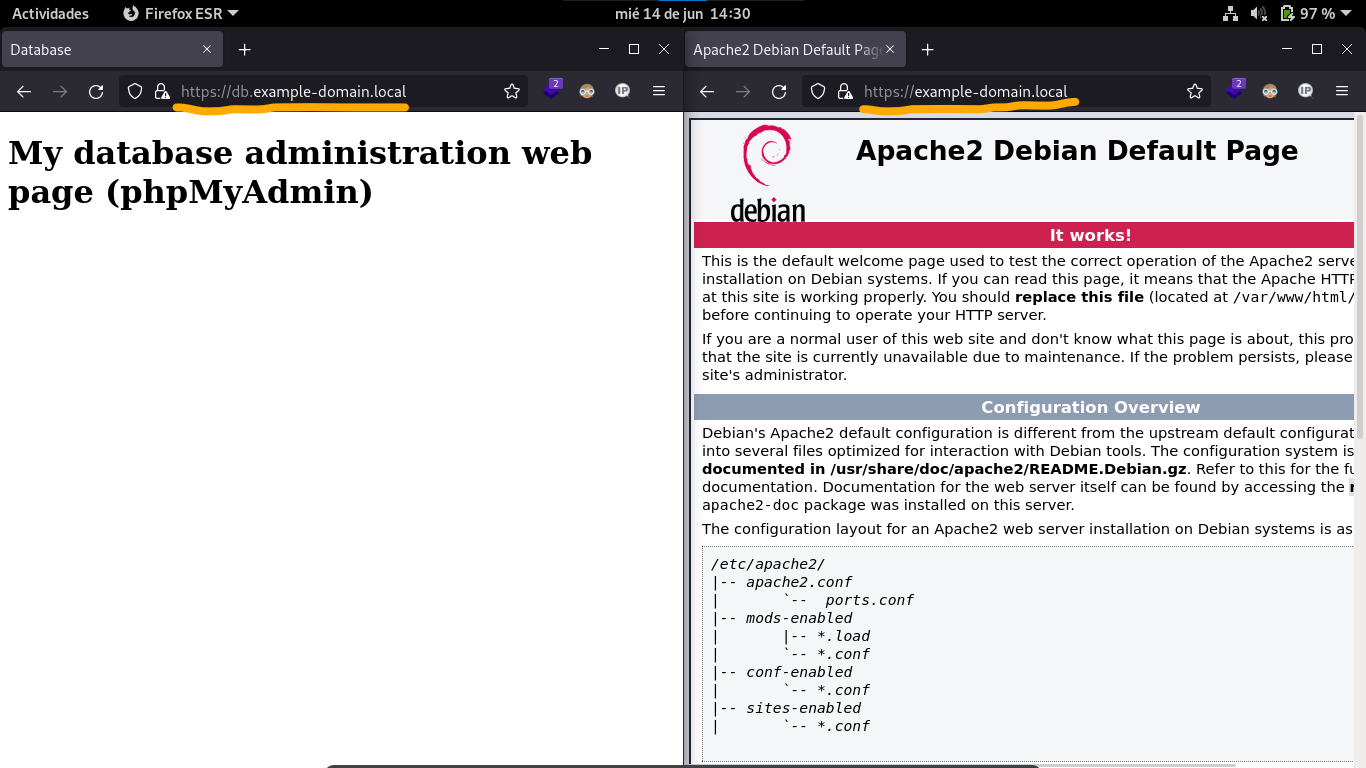 Actividades Firefox ESR mié 14 de jun 14:30 97 %
Database
https://db.example-domain.local 2 IP
My database administration web
page (phpMyAdmin)
Apache2 Debian Default Pag
https://example-domain.local 2 IP
debian
Apache2 Debian Default Page
It works!
This is the default welcome page used to test the correct operation of the Apache2 serve
installation on Debian systems. If you can read this page, it means that the Apache HTTP
at this site is working properly. You should replace this file (located at /var/www/html/
before continuing to operate your HTTP server.
If you are a normal user of this web site and don't know what this page is about, this pro
that the site is currently unavailable due to maintenance. If the problem persists, please
site's administrator.
Configuration Overview
Debian's Apache2 default configuration is different from the upstream default configurat
into several files optimized for interaction with Debian tools. The configuration system is
documented in /usr/share/doc/apache2/README.Debian.gz. Refer to this for the fu
documentation. Documentation for the web server itself can be found by accessing the
apache2-doc package was installed on this server.
The configuration layout for an Apache2 web server installation on Debian systems is as
/etc/apache2/
|-- apache2.conf
|       `--  ports.conf
|-- mods-enabled
|       |-- *.load
|       `-- *.conf
|-- conf-enabled
|       `-- *.conf
|-- sites-enabled
|       `-- *.conf